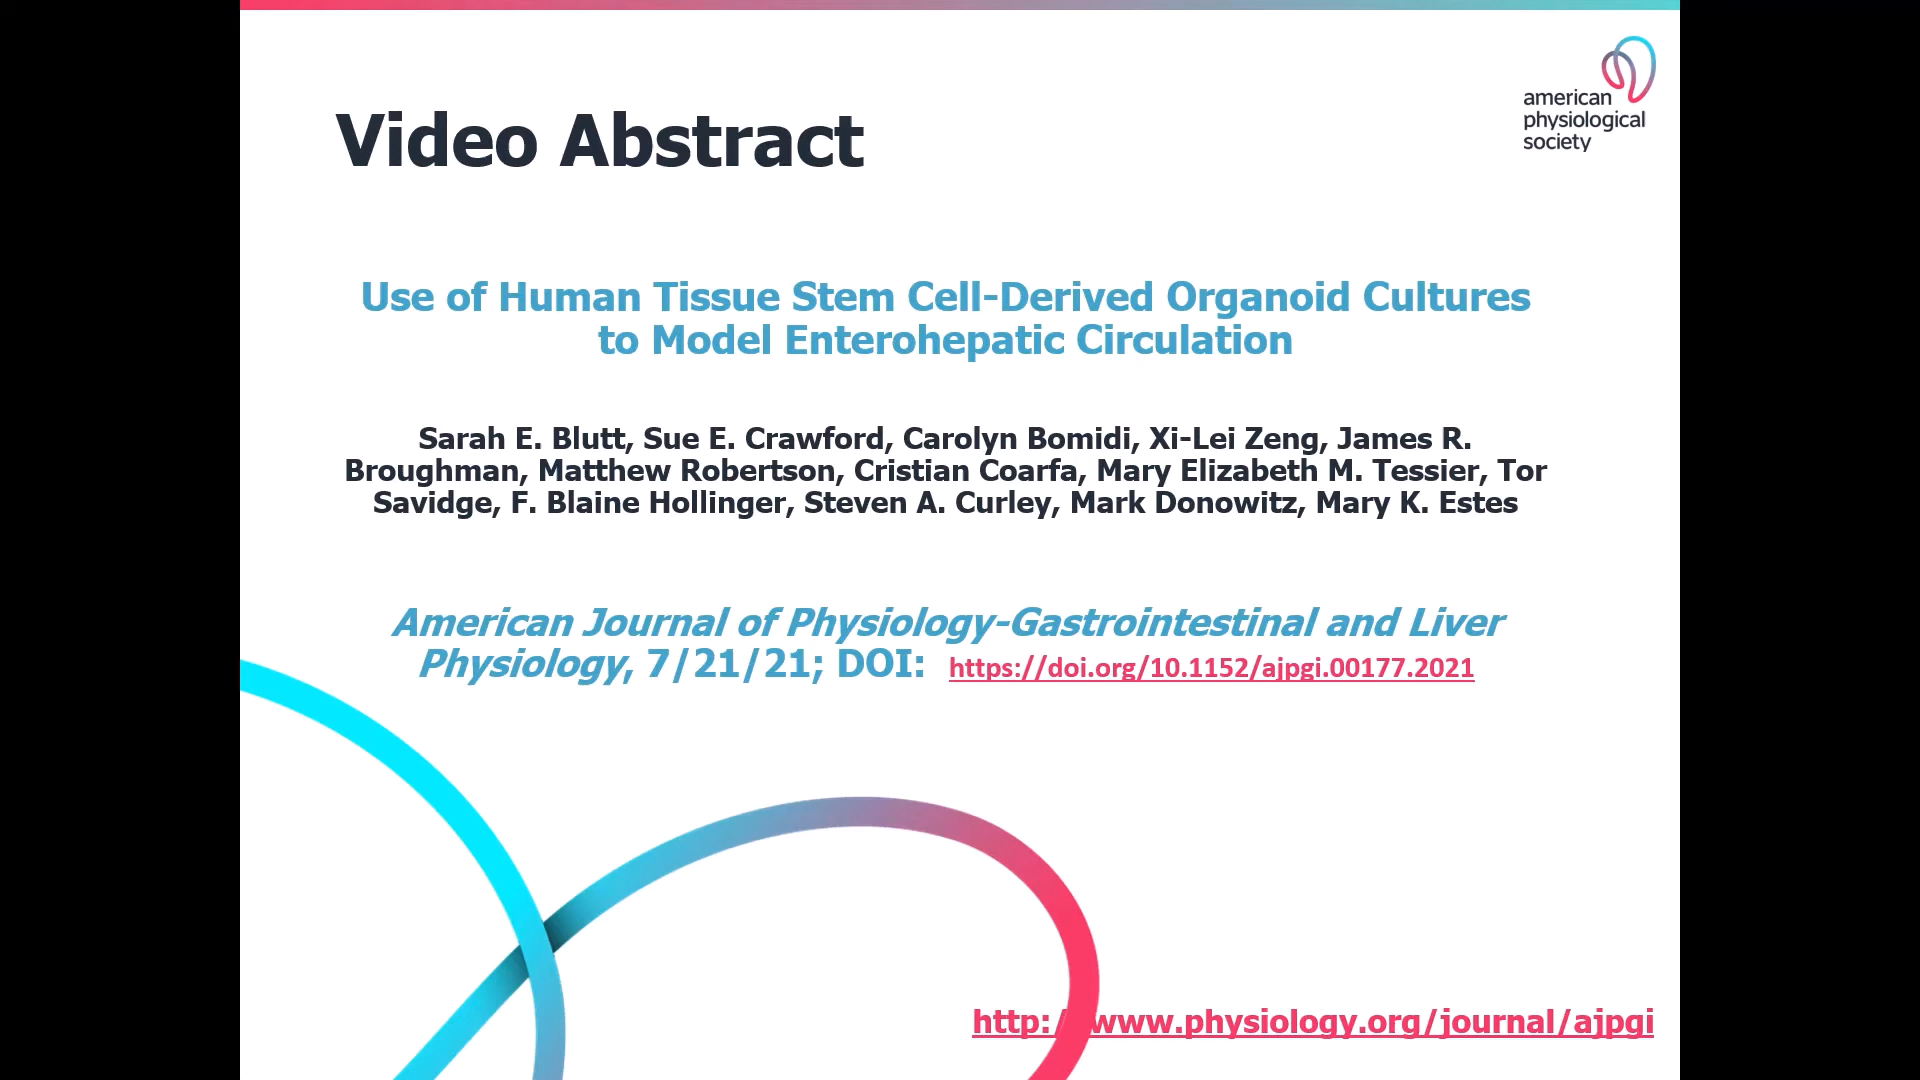 american
physiological
society
Video Abstract
Use of Human Tissue Stem Cell-Derived Organoid Cultures
to Model Enterohepatic Circulation
Sarah E. Blutt, Sue E. Crawford, Carolyn Bomidi, Xi-Lei Zeng, James R.
Broughman, Matthew Robertson, Cristian Coarfa, Mary Elizabeth M. Tessier, Tor
Savidge, F. Blaine Hollinger, Steven A. Curley, Mark Donowitz, Mary K. Estes
American Journal of Physiology-Gastrointestinal and Liver
Physiology, 7/21/21; DOI: https://doi.org/10.1152/ajpgi.00177.2021
http://www.physiology.org/journal/ajpgi